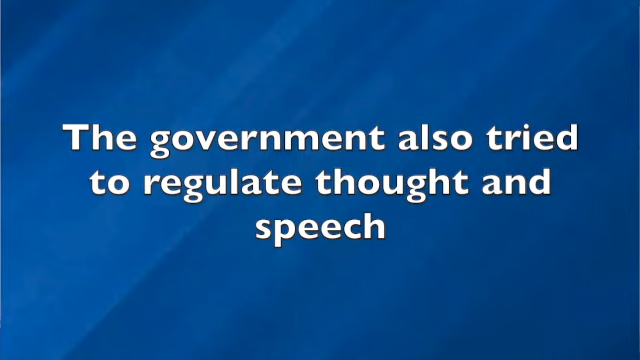 The government also tried
to regulate thought and
speech